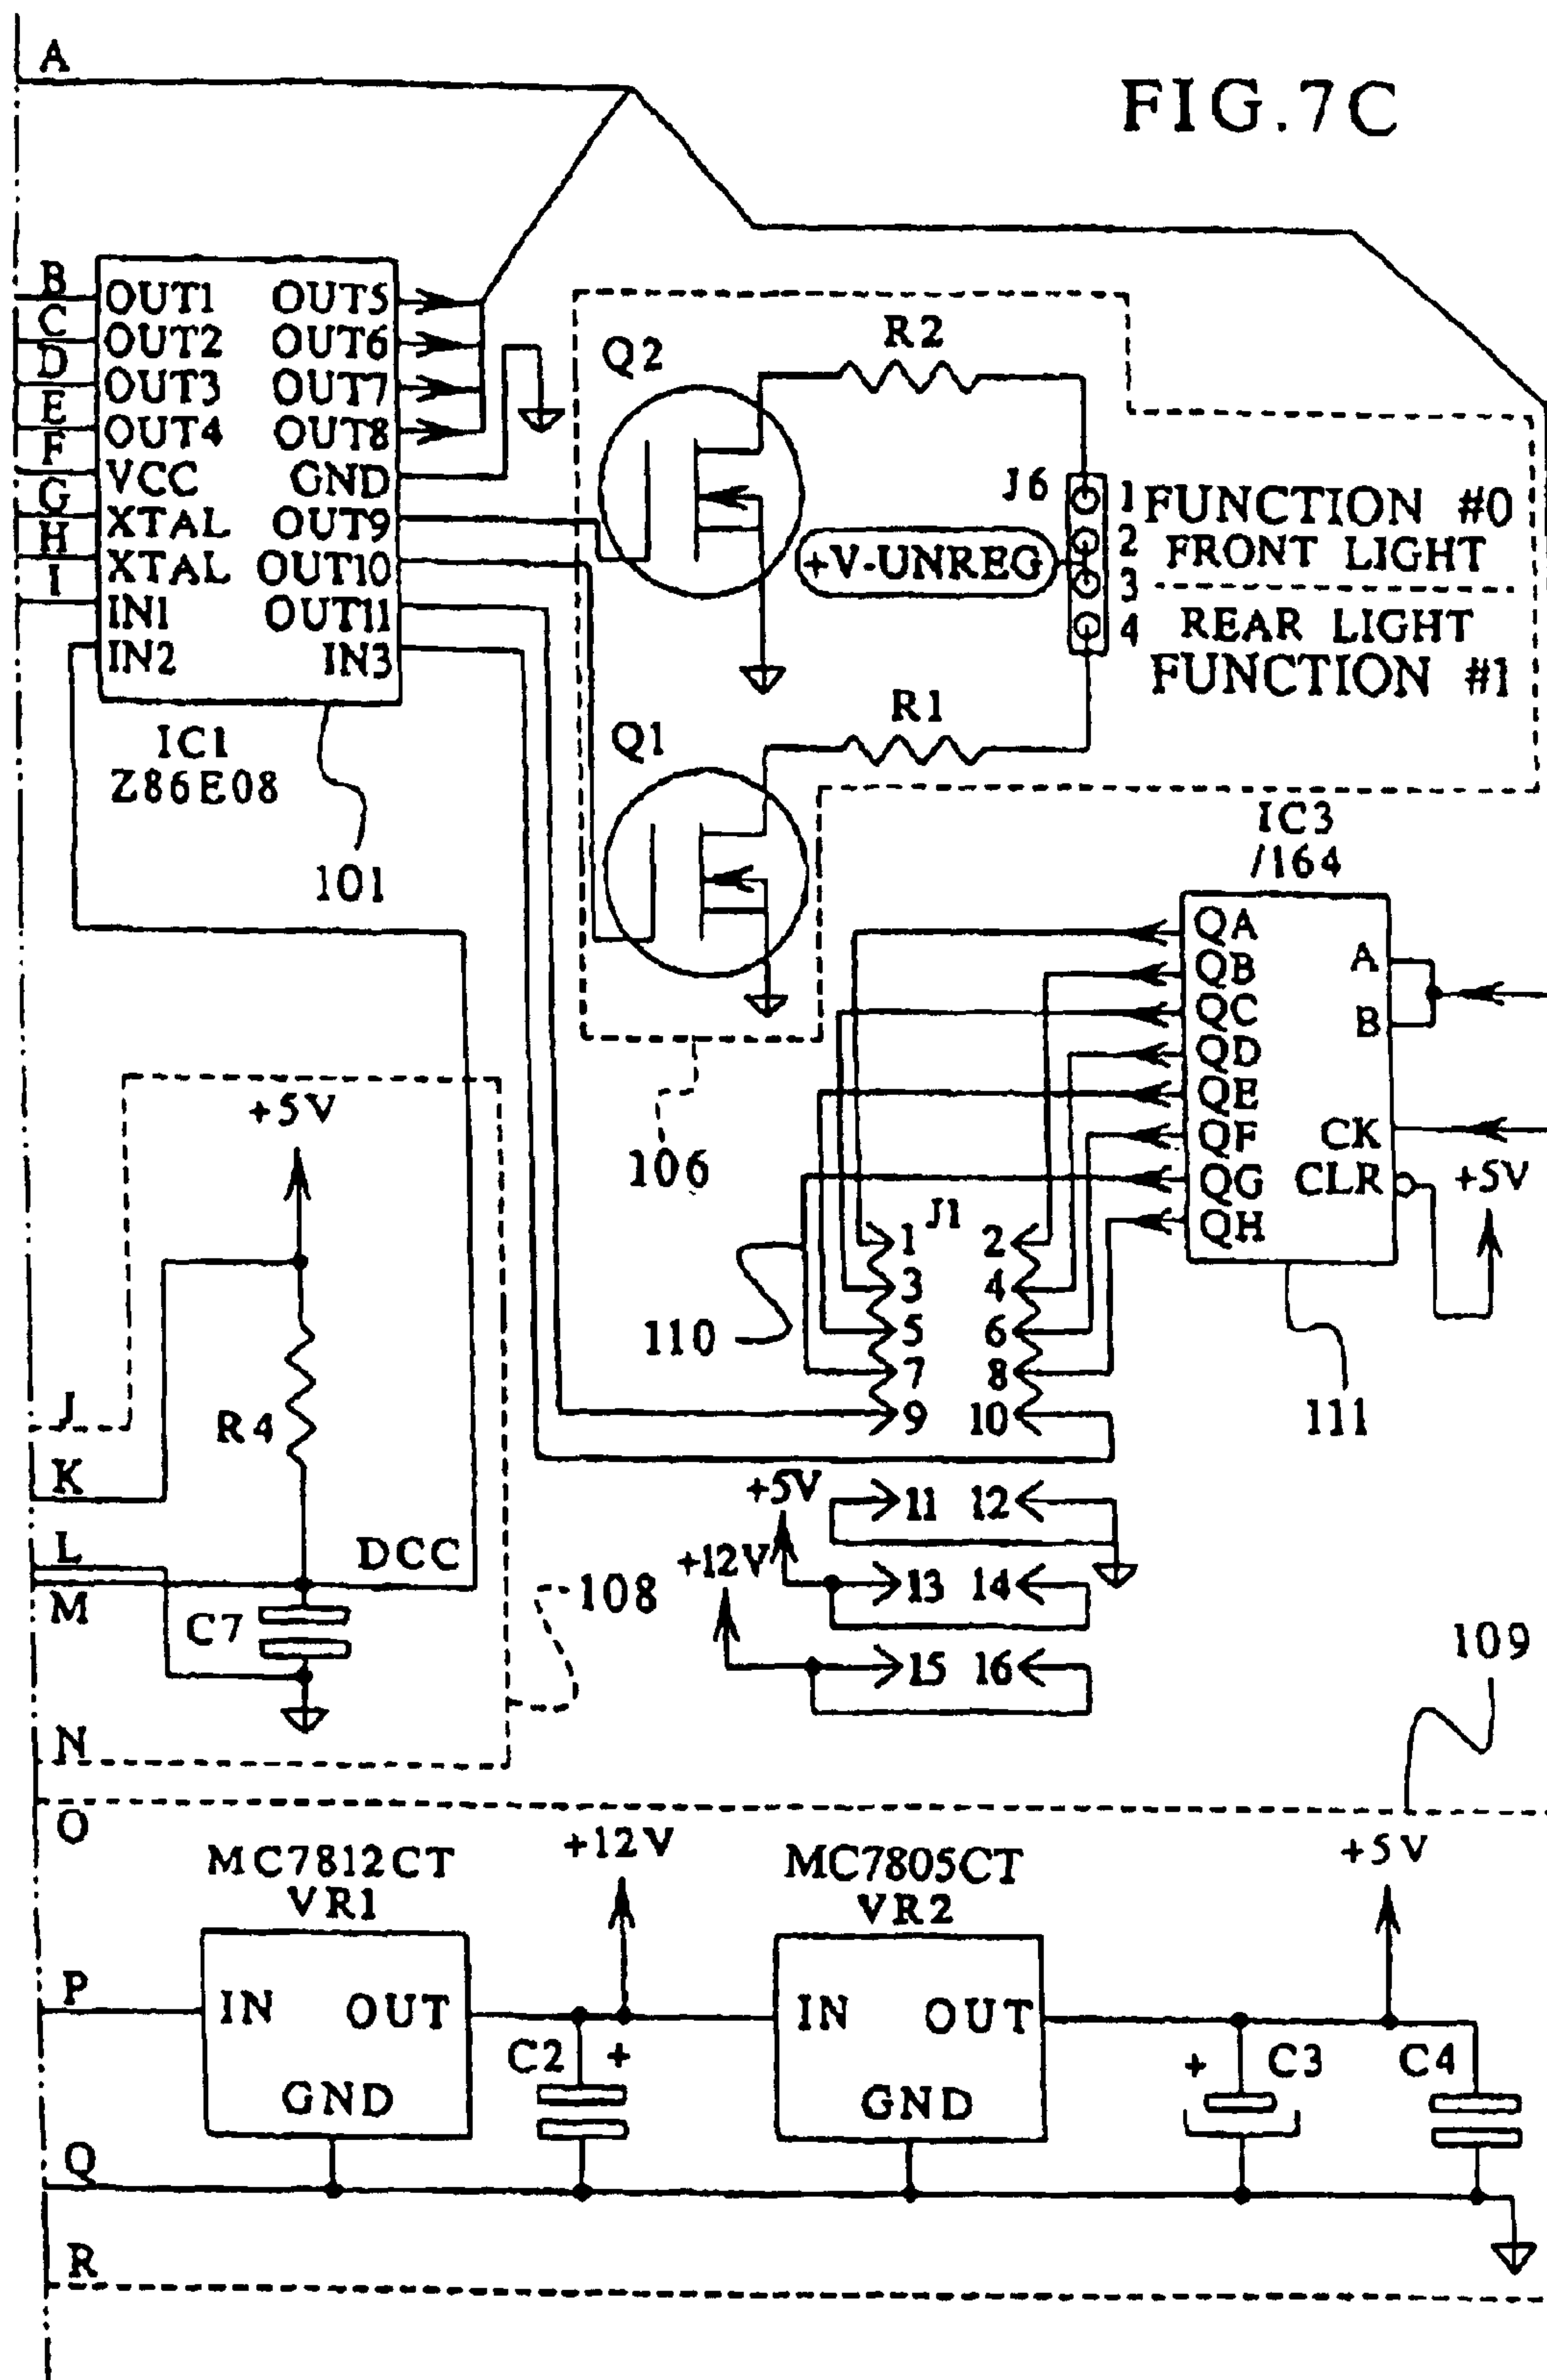 A
FIG.7C
B
C
D
E
F
G
H
I
OUT1 OUT5
OUT2 OUT6
OUT3 OUT7
OUT4 OUT8
VCC GND
XTAL OUT9
XTAL OUT10
IN1 OUT11
IN2 IN3
IC1
Z86E08
101
Q2
R2
J6
+V-UNREG
1 FUNCTION #0
2 FRONT LIGHT
3
4 REAR LIGHT
FUNCTION #1
R1
Q1
106
IC3
/164
QA
QB
QC
QD
QE
QF
QG
QH
A
B
CK
CLR
+5V
111
J1
1 2
3 4
5 6
7 8
9 10
110
+5V
11 12
+12V
13 14
15 16
+5V
J
R4
K
L
DCC
M
C7
108
N
109
O
MC7812CT
VR1
+12V
MC7805CT
VR2
+5V
P
IN OUT
GND
C2 +
IN OUT
GND
+ C3
C4
Q
R